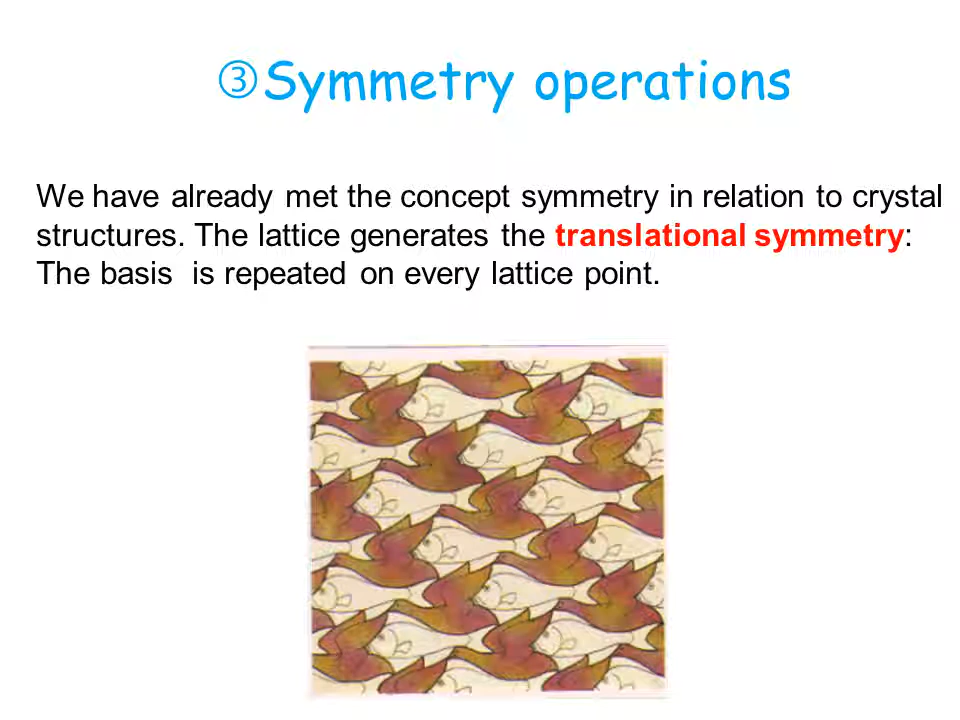 ③Symmetry operations
We have already met the concept symmetry in relation to crystal
structures. The lattice generates the translational symmetry:
The basis is repeated on every lattice point.